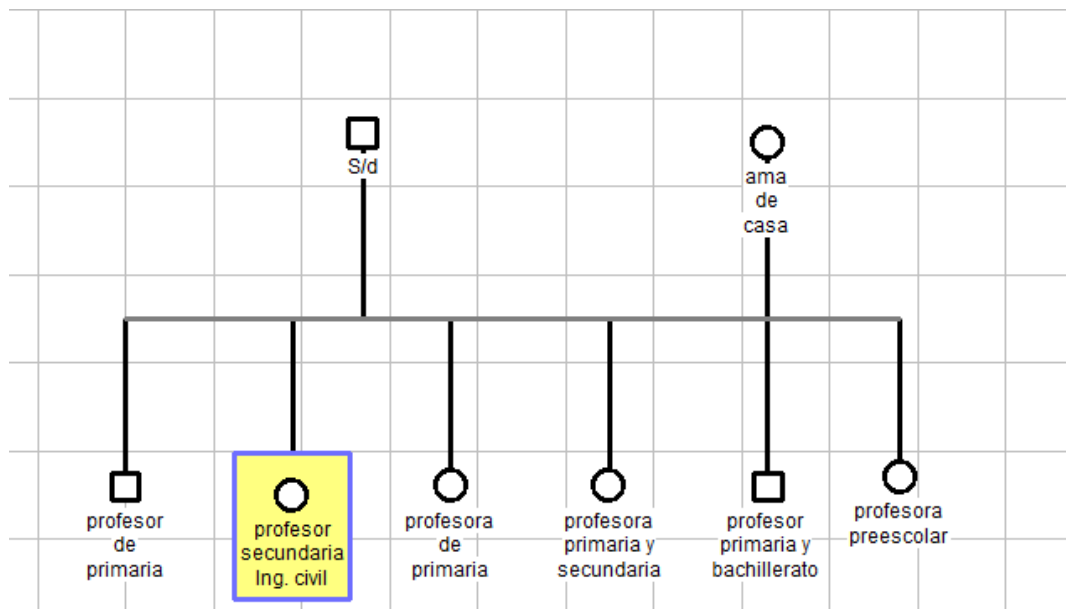 S/d
ama
de
casa
profesor
de
primaria
profesor
secundaria
Ing. civil
profesora
de
primaria
profesora
primaria y
secundaria
profesor
primaria y
bachillerato
profesora
preescolar